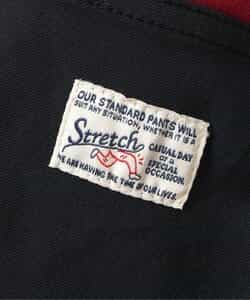 OUR STANDARD PANTS WILL
SUIT ANY SITUATION, WHETHER IT IS A
Stretch
CASUAL DAY
or a
SPECIAL
OCCASION.
WE ARE HAVING THE TIME OF OUR LIVES.